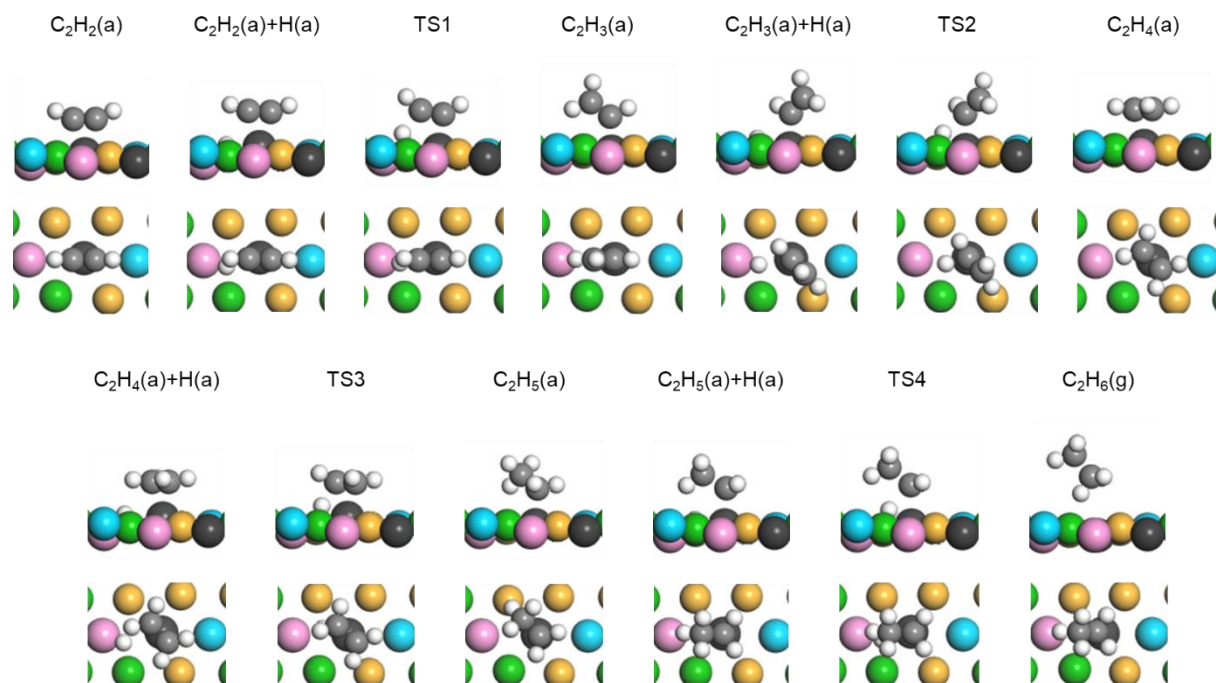 C₂H₂(a)
C₂H₂(a)+H(a)
TS1
C₂H₃(a)
C₂H₃(a)+H(a)
TS2
C₂H₄(a)
C₂H₄(a)+H(a)
TS3
C₂H₅(a)
C₂H₅(a)+H(a)
TS4
C₂H₆(g)